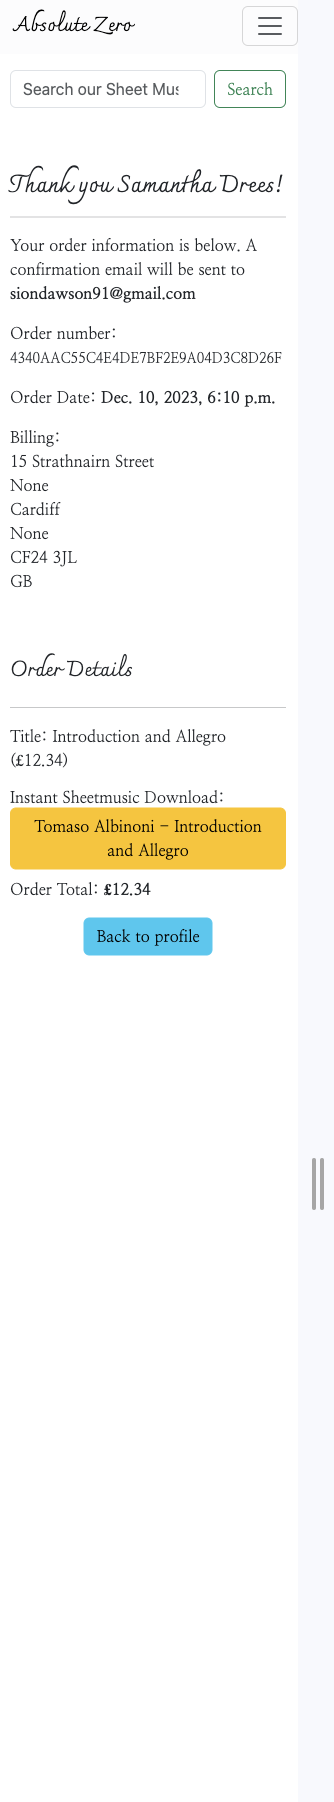 Absolute Zero
Search our Sheet Mus
Search
Thank you Samantha Drees!
Your order information is below. A
confirmation email will be sent to
siondawson91@gmail.com
Order number:
4340AAC55C4E4DE7BF2E9A04D3C8D26F
Order Date: Dec. 10, 2023, 6:10 p.m.
Billing:
15 Strathnairn Street
None
Cardiff
None
CF24 3JL
GB
Order Details
Title: Introduction and Allegro
(£12.34)
Instant Sheetmusic Download:
Tomaso Albinoni - Introduction
and Allegro
Order Total: £12.34
Back to profile